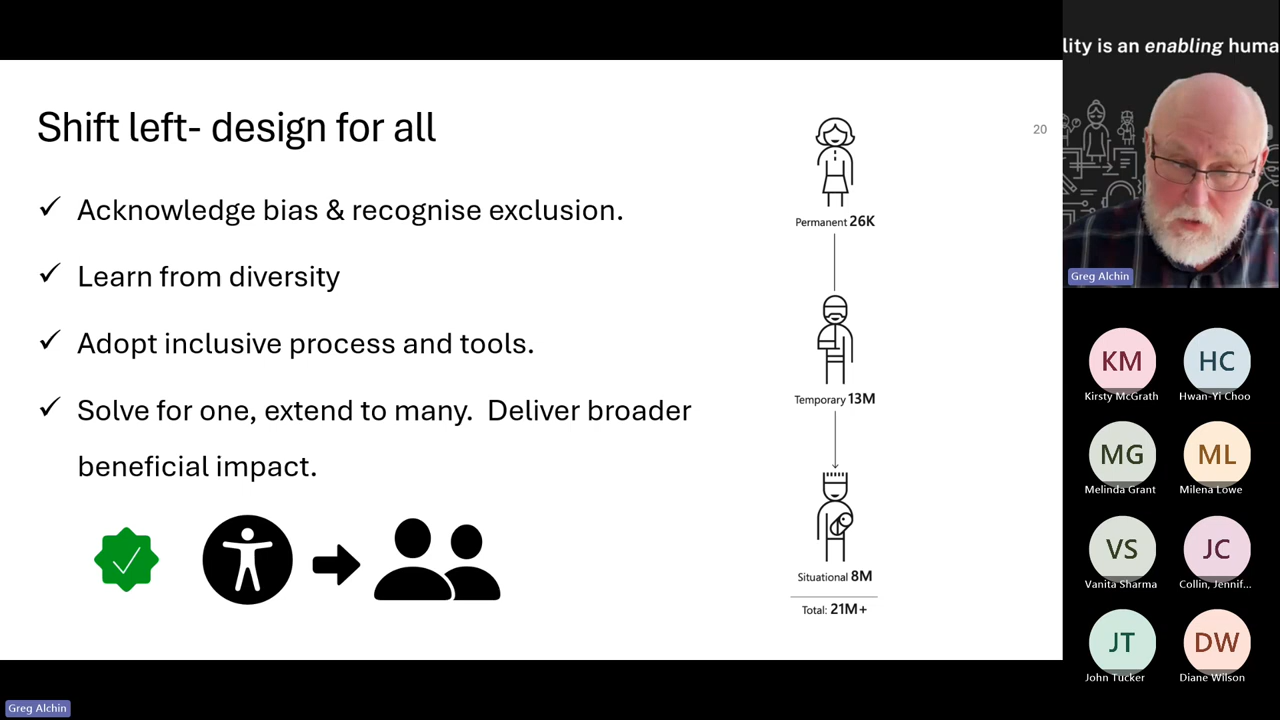 Shift left- design for all
20
Acknowledge bias & recognise exclusion.
Learn from diversity
Adopt inclusive process and tools.
Solve for one, extend to many.  Deliver broader
beneficial impact.
Permanent 26K
Temporary 13M
Situational 8M
Total: 21M+
lity is an enabling huma
Greg Alchin
KM
Kirsty McGrath
HC
Hwan-Yi Choo
MG
Melinda Grant
ML
Milena Lowe
VS
Vanita Sharma
JC
Collin, Jennif...
JT
John Tucker
DW
Diane Wilson
Greg Alchin